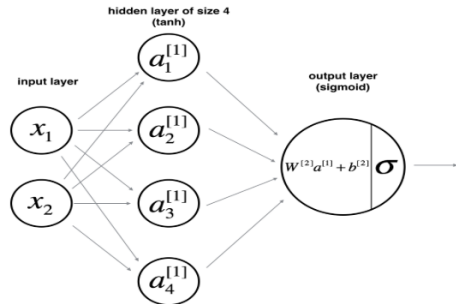 hidden layer of size 4
(tanh)
input layer
output layer
(sigmoid)
x₁
x₂
a₁^[1]
a₂^[1]
a₃^[1]
a₄^[1]
W^[2]a^[1]+b^[2]
σ